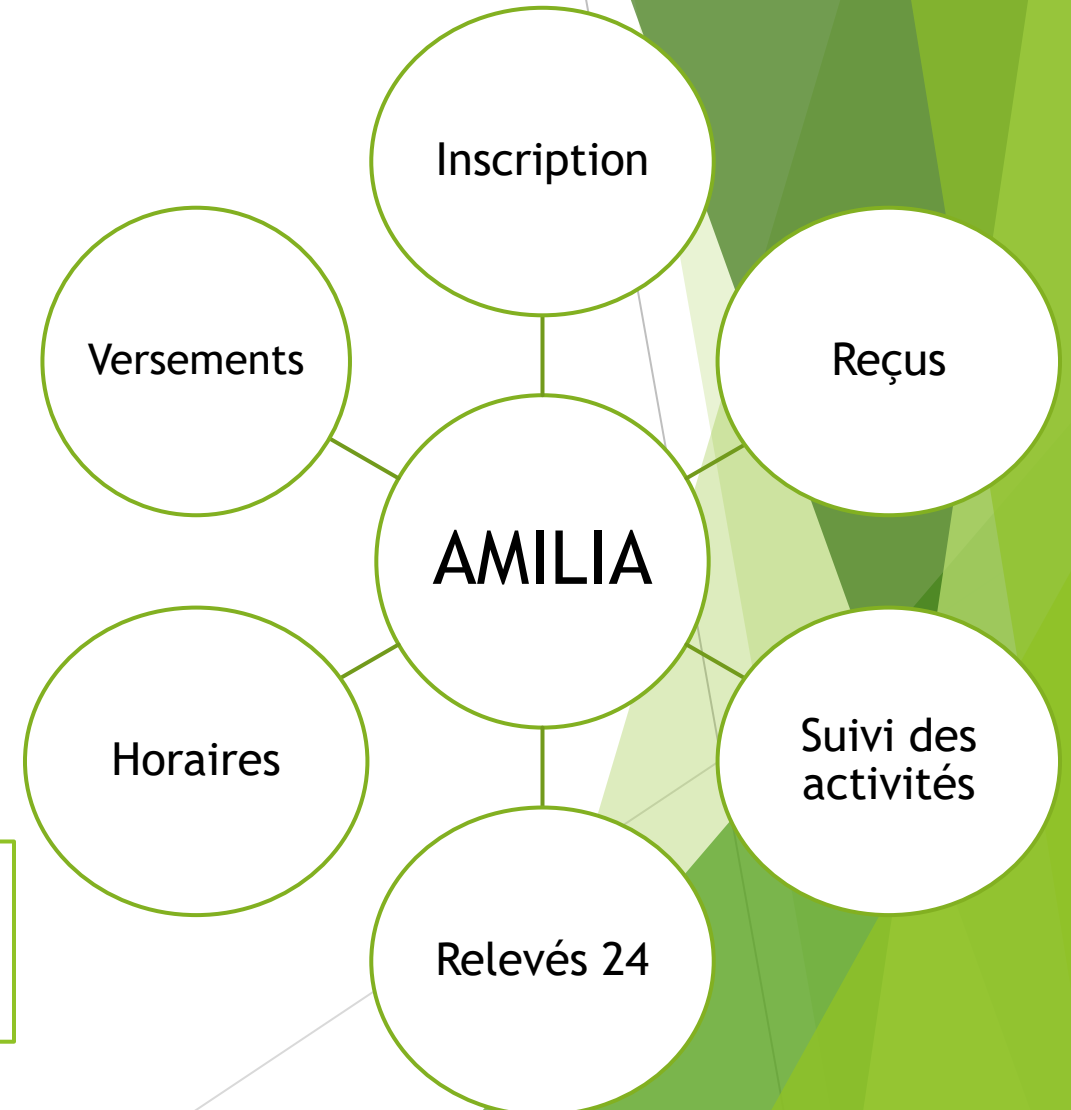 Inscription
Versements
Reçus
AMILIA
Horaires
Suivi des
activités
Relevés 24